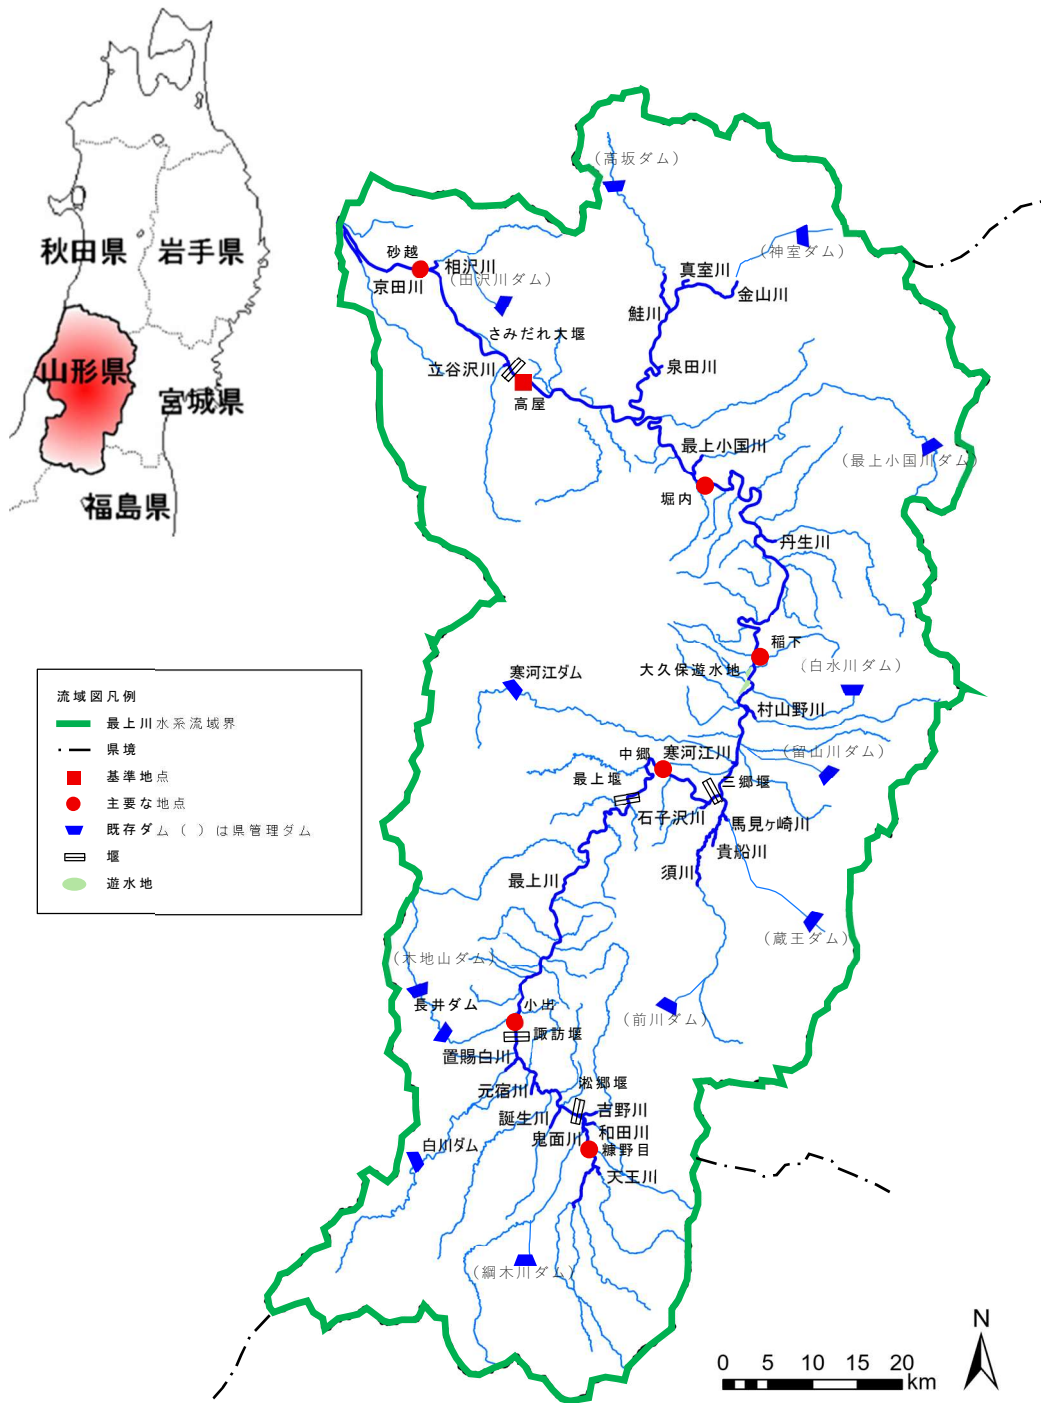 秋田県
岩手県
山形県
宮城県
福島県
(高坂ダム)
(神室ダム)
砂越
相沢川
京田川
(田沢川ダム)
真室川
金山川
鮭川
さみだれ大堰
立谷沢川
高屋
泉田川
最上小国川
(最上小国川ダム)
堀内
丹生川
稲下
大久保遊水地
(白水川ダム)
寒河江ダム
村山野川
(留山川ダム)
中郷
寒河江川
最上堰
三郷堰
石子沢川
馬見ヶ崎川
貴船川
須川
最上川
(蔵王ダム)
(木地山ダム)
長井ダム
小出
(前川ダム)
諏訪堰
置賜白川
元宿川
淞郷堰
誕生川
吉野川
鬼面川
和田川
糠野目
白川ダム
天王川
(綱木川ダム)
流域図凡例
最上川水系流域界
県境
基準地点
主要な地点
既存ダム ( ) は県管理ダム
堰
遊水地
N
0 5 10 15 20
km